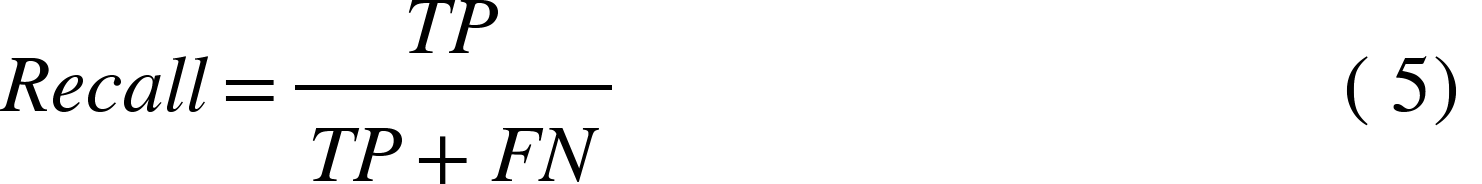 Recall = TP / TP + FN ( 5)